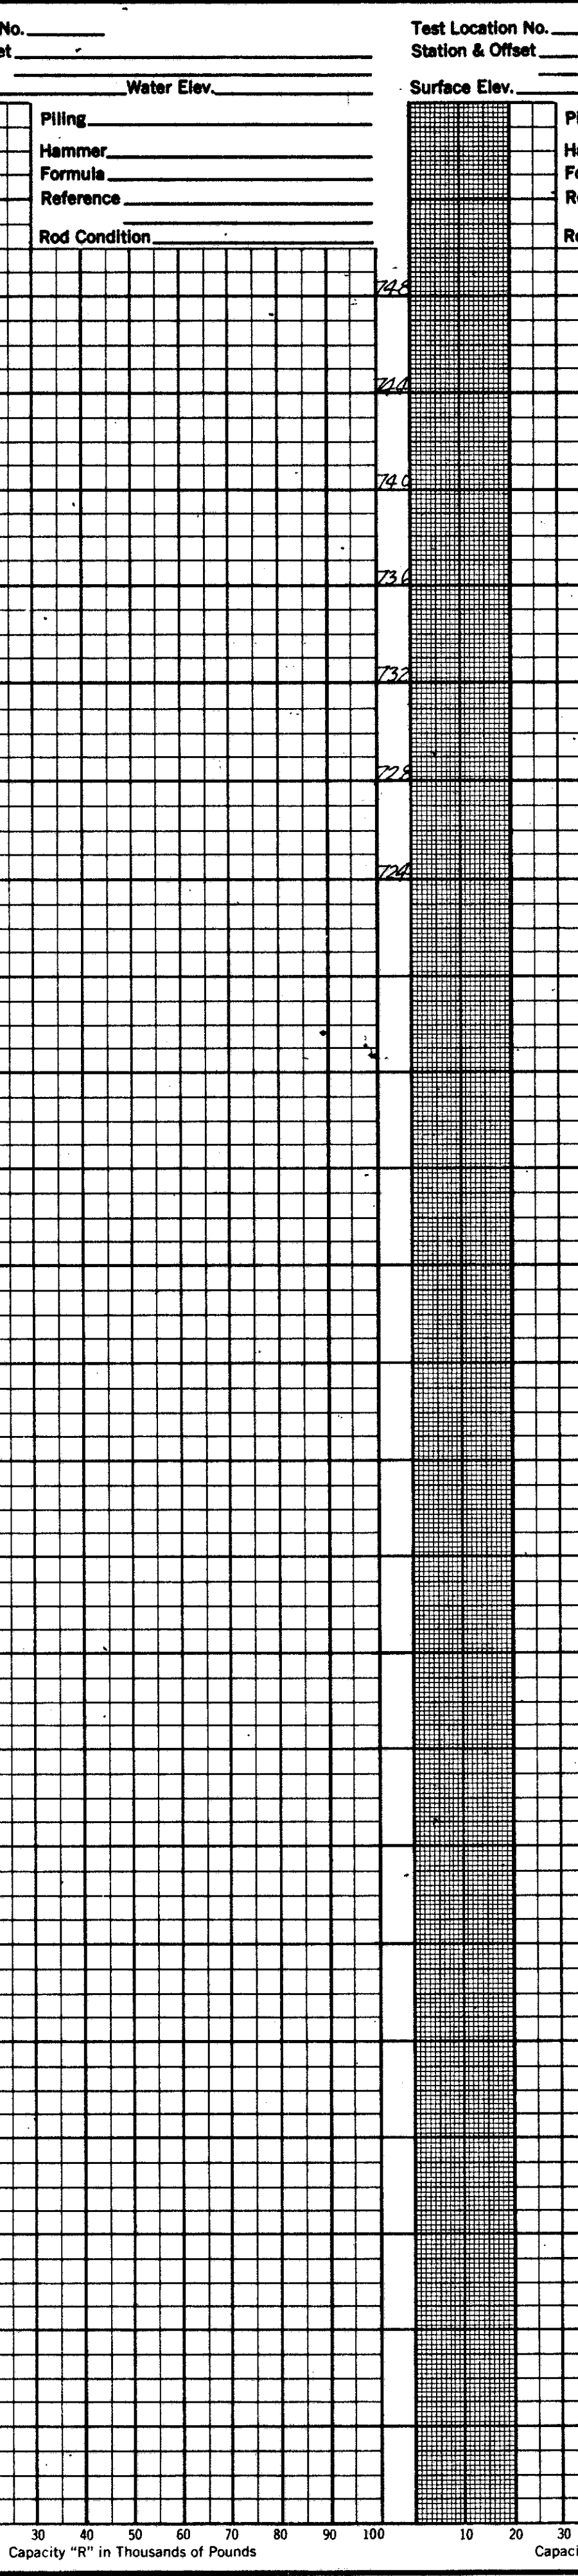 No.
et
Water Elev.
Piling
Hammer
Formula
Reference
Rod Condition
748
744
740
736
732
728
724
30 40 50 60 70 80 90 100
Capacity "R" in Thousands of Pounds
Test Location No.
Station & Offset
Surface Elev.
Pi
Ha
Fo
Re
Ro
10 20 30
Capaci